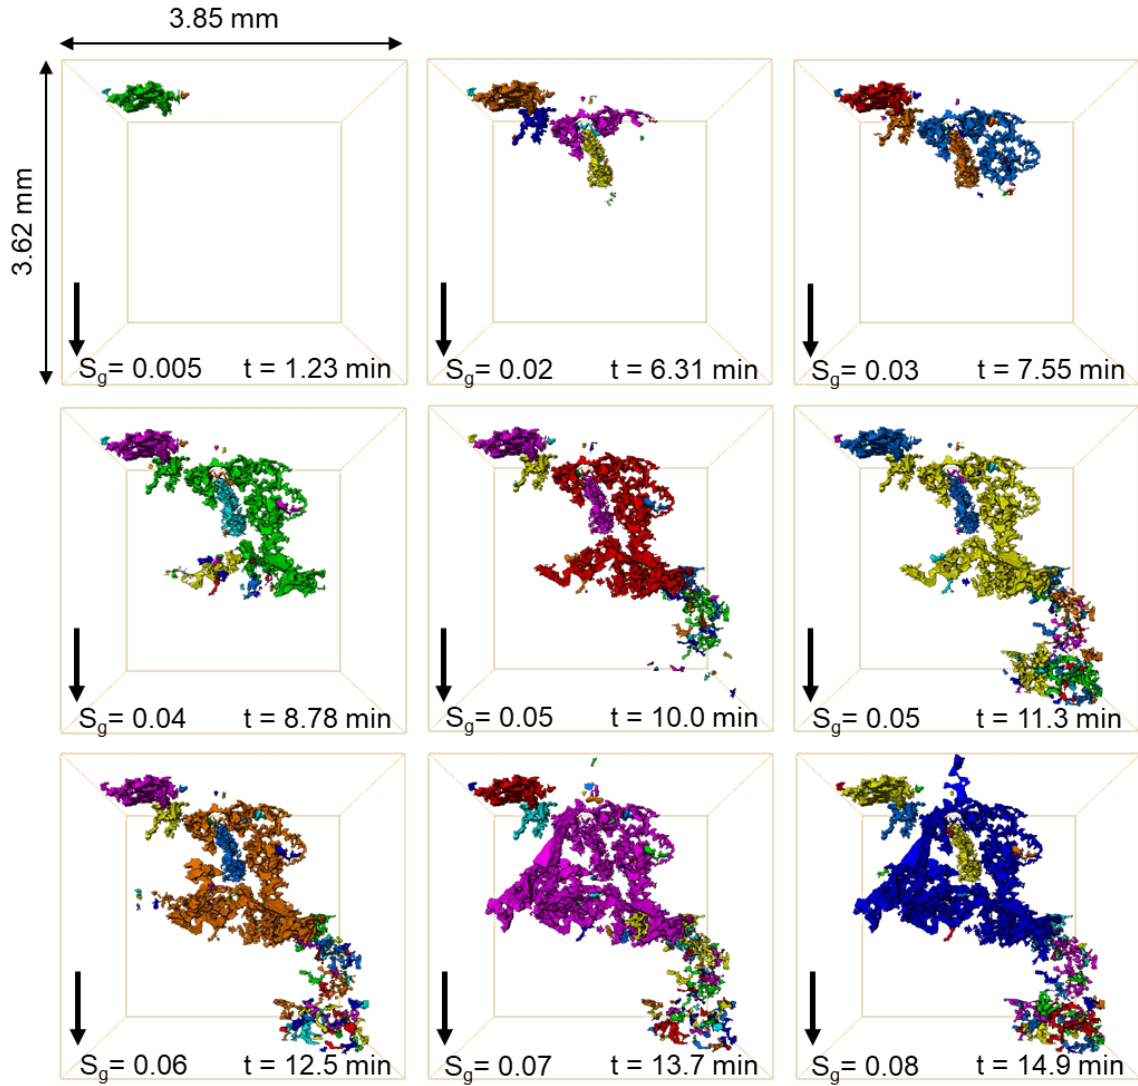 3.85 mm
3.62 mm
Sg= 0.005 t = 1.23 min
Sg= 0.02 t = 6.31 min
Sg= 0.03 t = 7.55 min
Sg= 0.04 t = 8.78 min
Sg= 0.05 t = 10.0 min
Sg= 0.05 t = 11.3 min
Sg= 0.06 t = 12.5 min
Sg= 0.07 t = 13.7 min
Sg= 0.08 t = 14.9 min